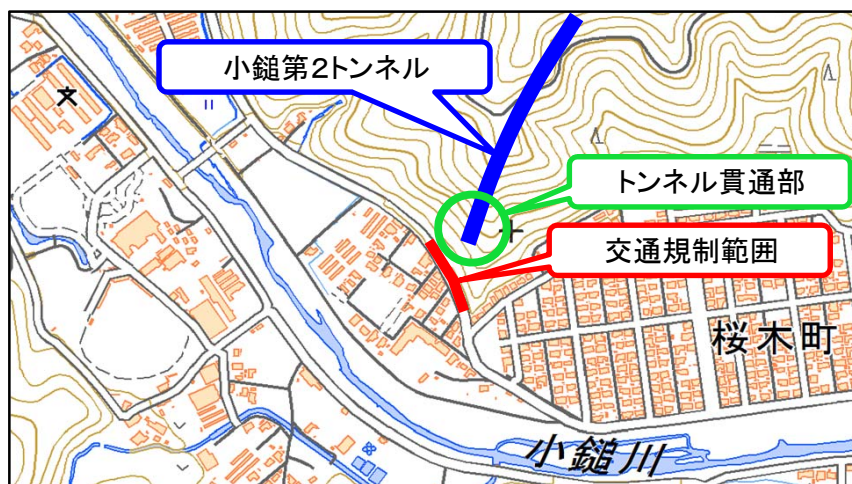 小鎚第2トンネル
トンネル貫通部
交通規制範囲
桜木町
小鎚川